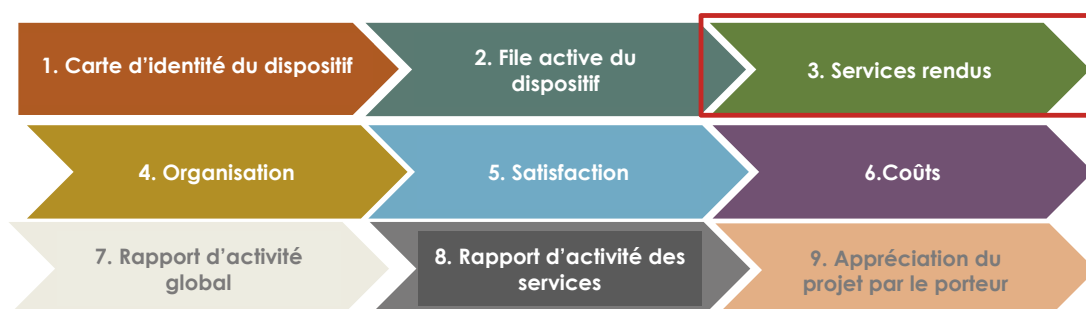 1. Carte d'identité du dispositif
2. File active du
dispositif
3. Services rendus
4. Organisation
5. Satisfaction
6.Coûts
7. Rapport d'activité
global
8. Rapport d'activité des
services
9. Appréciation du
projet par le porteur